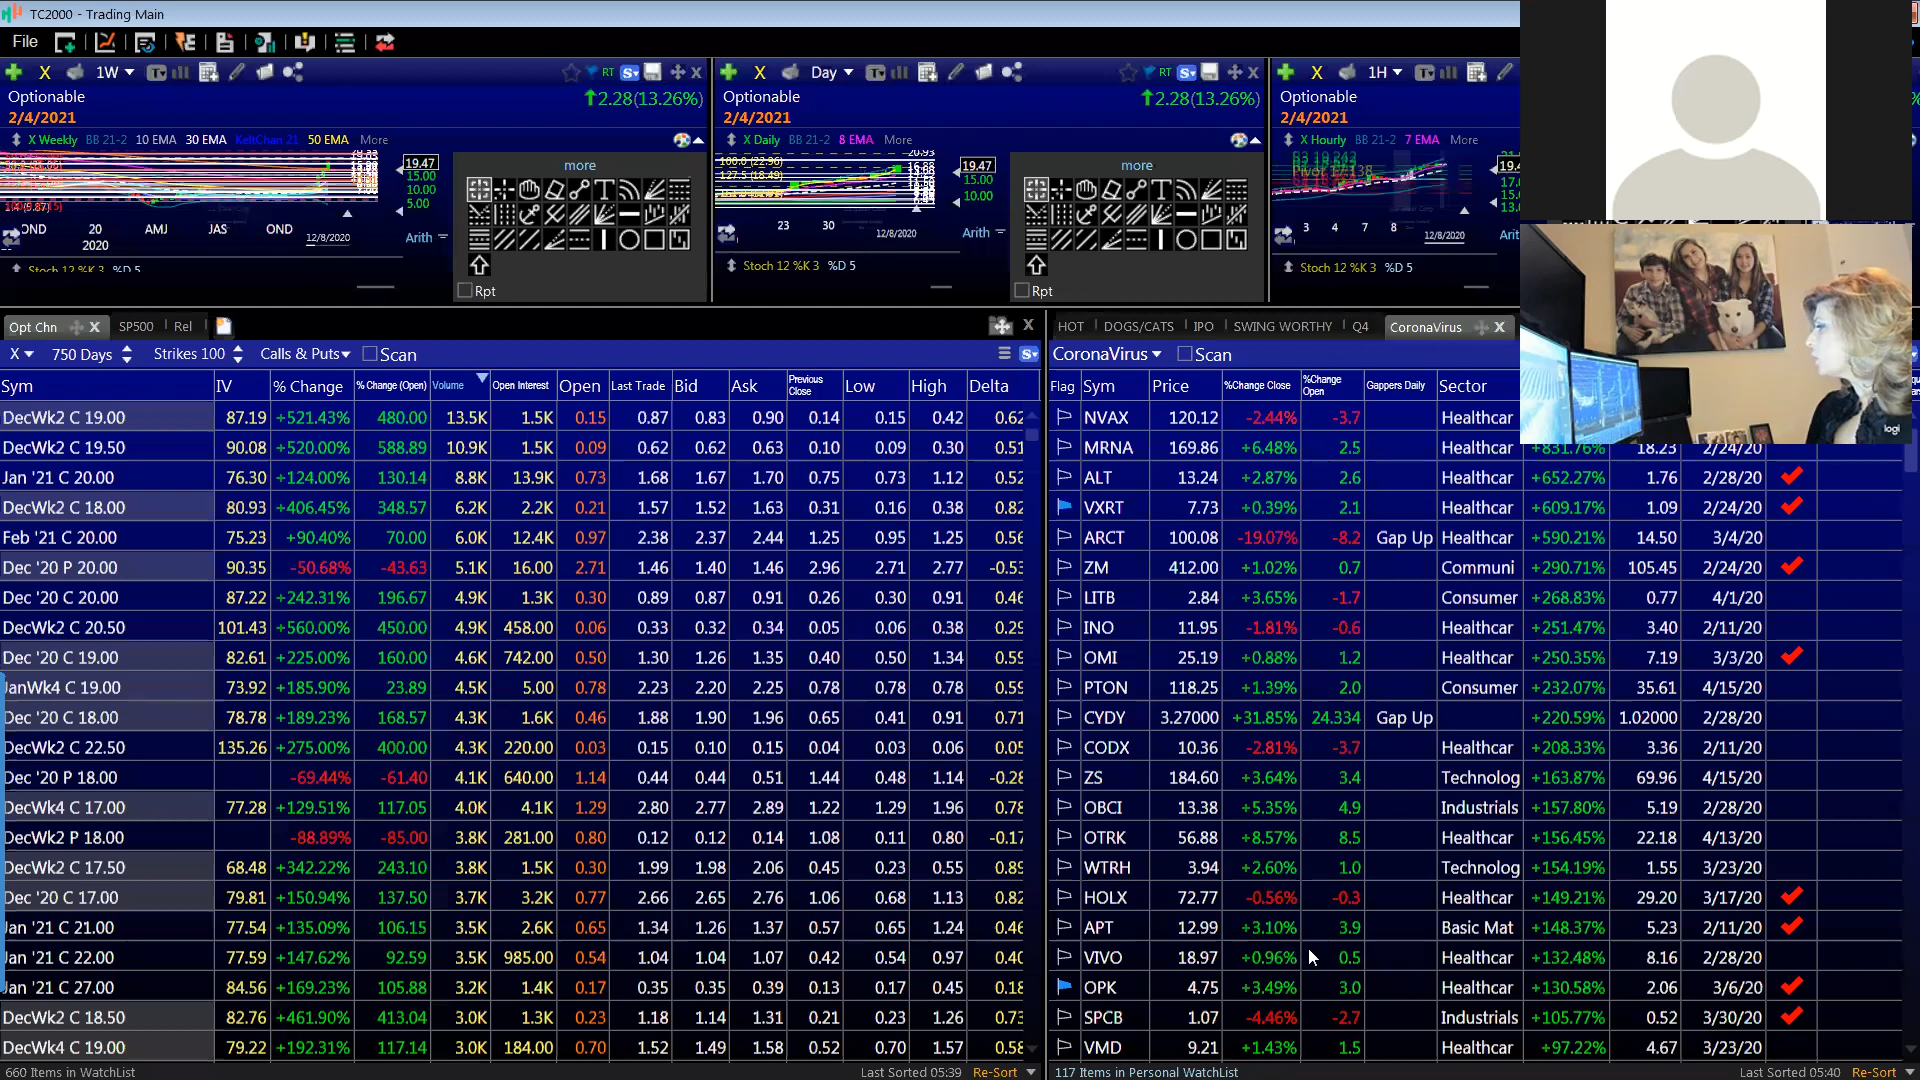 TC2000 - Trading Main
File
1W RT
Optionable 2.28(13.26%)
2/4/2021
X Weekly BB 21-2 10 EMA 30 EMA KeltChan 21 50 EMA More
19.47
15.00
10.00
5.00
OND 20 AMJ JAS OND 12/8/2020
2020
Arith
Stoch 12 %K 3 %D 5
more
Rpt
Day RT
Optionable 2.28(13.26%)
2/4/2021
X Daily BB 21-2 8 EMA More
100.0 (22.96)
127.5 (18.49)
19.47
15.00
10.00
23 30 12/8/2020
Arith
Stoch 12 %K 3 %D 5
more
Rpt
1H
Optionable
2/4/2021
X Hourly BB 21-2 7 EMA More
3 4 7 8 12/8/2020
Stoch 12 %K 3 %D 5
logi
Opt Chn X SP500 Rel
X 750 Days Strikes 100 Calls & Puts Scan
Sym IV % Change % Change (Open) Volume Open Interest Open Last Trade Bid Ask Previous Close Low High Delta
DecWk2 C 19.00 87.19 +521.43% 480.00 13.5K 1.5K 0.15 0.87 0.83 0.90 0.14 0.15 0.42 0.62
DecWk2 C 19.50 90.08 +520.00% 588.89 10.9K 1.5K 0.09 0.62 0.62 0.63 0.10 0.09 0.30 0.51
Jan '21 C 20.00 76.30 +124.00% 130.14 8.8K 13.9K 0.73 1.68 1.67 1.70 0.75 0.73 1.12 0.52
DecWk2 C 18.00 80.93 +406.45% 348.57 6.2K 2.2K 0.21 1.57 1.52 1.63 0.31 0.16 0.38 0.82
Feb '21 C 20.00 75.23 +90.40% 70.00 6.0K 12.4K 0.97 2.38 2.37 2.44 1.25 0.95 1.25 0.56
Dec '20 P 20.00 90.35 -50.68% -43.63 5.1K 16.00 2.71 1.46 1.40 1.46 2.96 2.71 2.77 -0.53
Dec '20 C 20.00 87.22 +242.31% 196.67 4.9K 1.3K 0.30 0.89 0.87 0.91 0.26 0.30 0.91 0.46
DecWk2 C 20.50 101.43 +560.00% 450.00 4.9K 458.00 0.06 0.33 0.32 0.34 0.05 0.06 0.38 0.29
Dec '20 C 19.00 82.61 +225.00% 160.00 4.6K 742.00 0.50 1.30 1.26 1.35 0.40 0.50 1.34 0.59
JanWk4 C 19.00 73.92 +185.90% 23.89 4.5K 5.00 0.78 2.23 2.20 2.25 0.78 0.78 0.78 0.59
Dec '20 C 18.00 78.78 +189.23% 168.57 4.3K 1.6K 0.46 1.88 1.90 1.96 0.65 0.41 0.91 0.71
DecWk2 C 22.50 135.26 +275.00% 400.00 4.3K 220.00 0.03 0.15 0.10 0.15 0.04 0.03 0.06 0.05
Dec '20 P 18.00 -69.44% -61.40 4.1K 640.00 1.14 0.44 0.44 0.51 1.44 0.48 1.14 -0.28
DecWk4 C 17.00 77.28 +129.51% 117.05 4.0K 4.1K 1.29 2.80 2.77 2.89 1.22 1.29 1.96 0.78
DecWk2 P 18.00 -88.89% -85.00 3.8K 281.00 0.80 0.12 0.12 0.14 1.08 0.11 0.80 -0.17
DecWk2 C 17.50 68.48 +342.22% 243.10 3.8K 1.5K 0.30 1.99 1.98 2.06 0.45 0.23 0.55 0.89
Dec '20 C 17.00 79.81 +150.94% 137.50 3.7K 3.2K 0.77 2.66 2.65 2.76 1.06 0.68 1.13 0.82
Jan '21 C 21.00 77.54 +135.09% 106.15 3.5K 2.6K 0.65 1.34 1.26 1.37 0.57 0.65 1.24 0.46
Jan '21 C 22.00 77.59 +147.62% 92.59 3.5K 985.00 0.54 1.04 1.04 1.07 0.42 0.54 0.97 0.40
Jan '21 C 27.00 84.56 +169.23% 105.88 3.2K 1.4K 0.17 0.35 0.35 0.39 0.13 0.17 0.45 0.18
DecWk2 C 18.50 82.76 +461.90% 413.04 3.0K 1.3K 0.23 1.18 1.14 1.31 0.21 0.23 1.26 0.73
DecWk4 C 19.00 79.22 +192.31% 117.14 3.0K 184.00 0.70 1.52 1.49 1.58 0.52 0.70 1.57 0.58
660 Items in WatchList Last Sorted 05:39 Re-Sort
HOT DOGS/CATS IPO SWING WORTHY Q4 CoronaVirus X
CoronaVirus Scan
Flag Sym Price %Change Close %Change Open Gappers Daily Sector
NVAX 120.12 -2.44% -3.7 Healthcar
MRNA 169.86 +6.48% 2.5 Healthcar +831.76% 18.23 2/24/20
ALT 13.24 +2.87% 2.6 Healthcar +652.27% 1.76 2/28/20
VXRT 7.73 +0.39% 2.1 Healthcar +609.17% 1.09 2/24/20
ARCT 100.08 -19.07% -8.2 Gap Up Healthcar +590.21% 14.50 3/4/20
ZM 412.00 +1.02% 0.7 Communi +290.71% 105.45 2/24/20
LITB 2.84 +3.65% -1.7 Consumer +268.83% 0.77 4/1/20
INO 11.95 -1.81% -0.6 Healthcar +251.47% 3.40 2/11/20
OMI 25.19 +0.88% 1.2 Healthcar +250.35% 7.19 3/3/20
PTON 118.25 +1.39% 2.0 Consumer +232.07% 35.61 4/15/20
CYDY 3.27000 +31.85% 24.334 Gap Up +220.59% 1.02000 2/28/20
CODX 10.36 -2.81% -3.7 Healthcar +208.33% 3.36 2/11/20
ZS 184.60 +3.64% 3.4 Technolog +163.87% 69.96 4/15/20
OBCI 13.38 +5.35% 4.9 Industrials +157.80% 5.19 2/28/20
OTRK 56.88 +8.57% 8.5 Healthcar +156.45% 22.18 4/13/20
WTRH 3.94 +2.60% 1.0 Technolog +154.19% 1.55 3/23/20
HOLX 72.77 -0.56% -0.3 Healthcar +149.21% 29.20 3/17/20
APT 12.99 +3.10% 3.9 Basic Mat +148.37% 5.23 2/11/20
VIVO 18.97 +0.96% 0.5 Healthcar +132.48% 8.16 2/28/20
OPK 4.75 +3.49% 3.0 Healthcar +130.58% 2.06 3/6/20
SPCB 1.07 -4.46% -2.7 Industrials +105.77% 0.52 3/30/20
VMD 9.21 +1.43% 1.5 Healthcar +97.22% 4.67 3/23/20
117 Items in Personal WatchList Last Sorted 05:40 Re-Sort